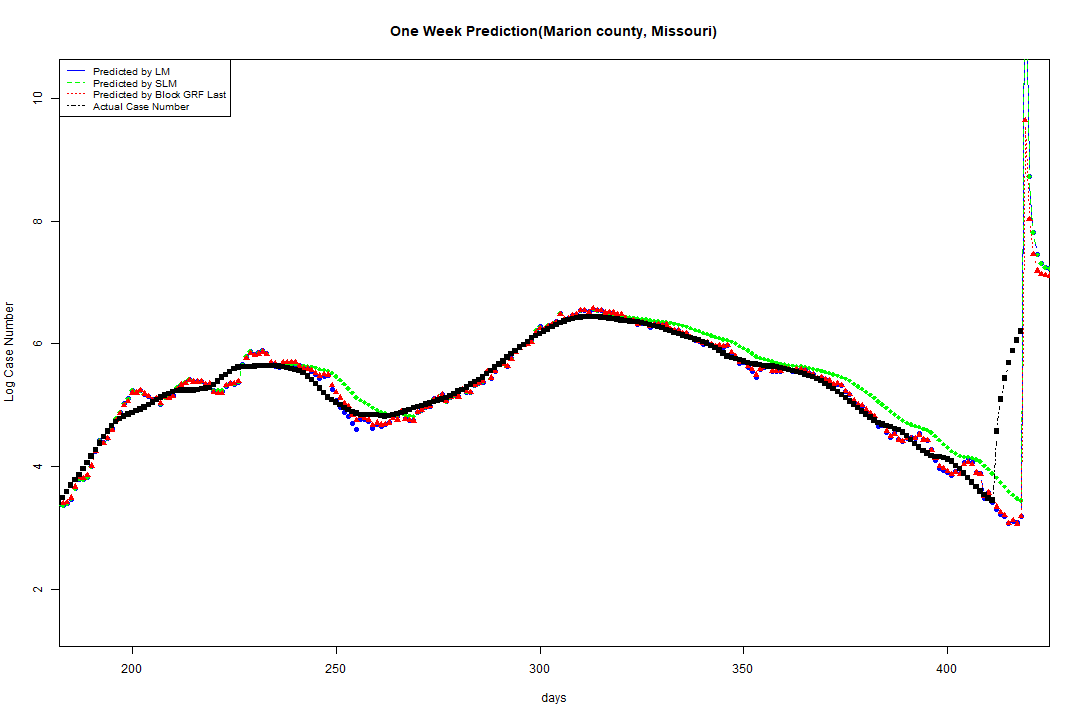 One Week Prediction(Marion county, Missouri)
Predicted by LM
Predicted by SLM
Predicted by Block GRF Last
Actual Case Number
10
8
6
4
2
Log Case Number
200
250
300
350
400
days